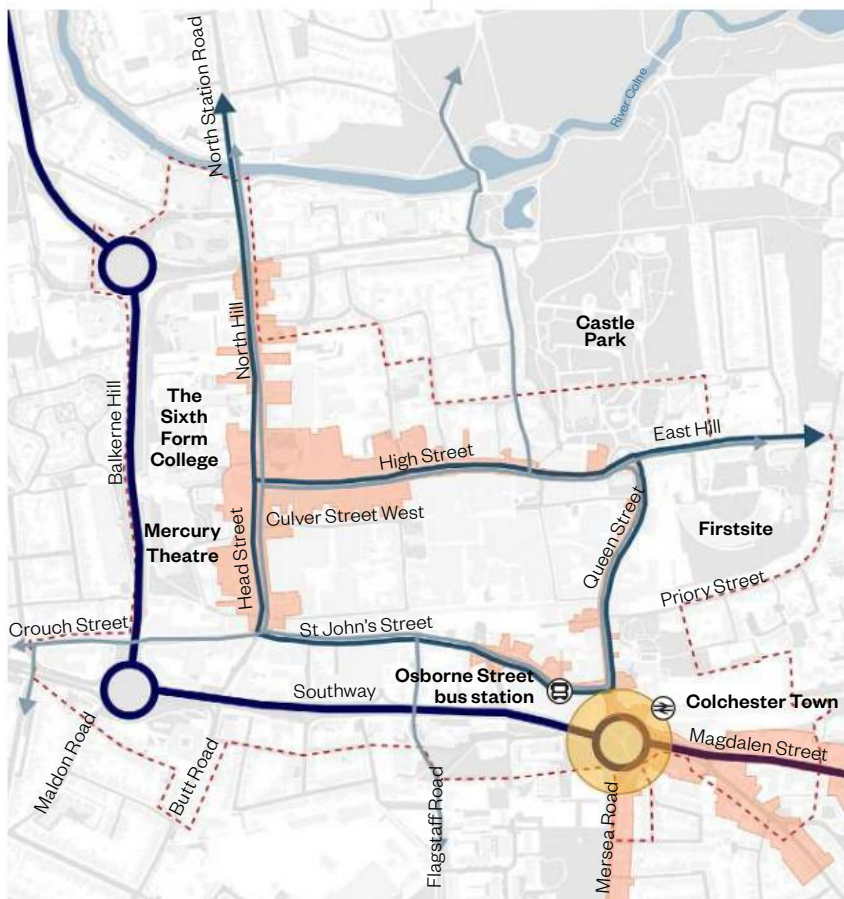 North Station Road
River Colne
North Hill
Castle
Park
The
Sixth
Form
College
Balkerne Hill
East Hill
High Street
Culver Street West
Mercury
Theatre
Head Street
Queen Street
Firstsite
Priory Street
Crouch Street
St John's Street
Osborne Street
bus station
Southway
Colchester Town
Magdalen Street
Maldon Road
Butt Road
Flagstaff Road
Mersea Road